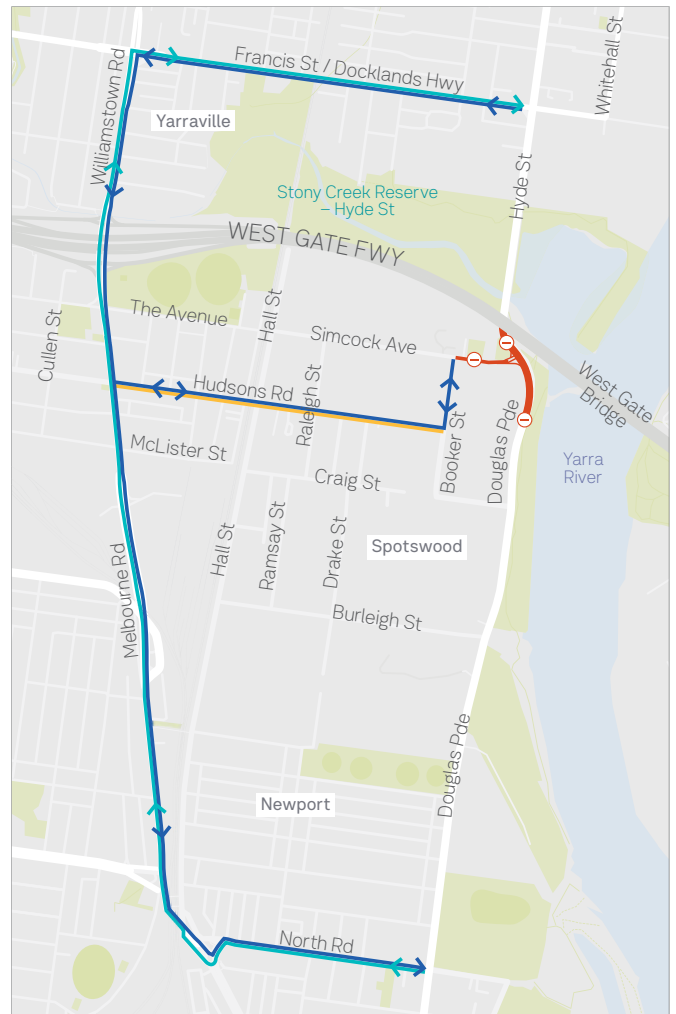 Whitehall St
Francis St / Docklands Hwy
Williamstown Rd
Yarraville
Hyde St
Stony Creek Reserve
– Hyde St
WEST GATE FWY
The Avenue
Hall St
Simcock Ave
Cullen St
West Gate
Bridge
Hudsons Rd
Raleigh St
Booker St
Douglas Pde
McLister St
Yarra
River
Craig St
Hall St
Ramsay St
Drake St
Spotswood
Melbourne Rd
Burleigh St
Douglas Pde
Newport
North Rd